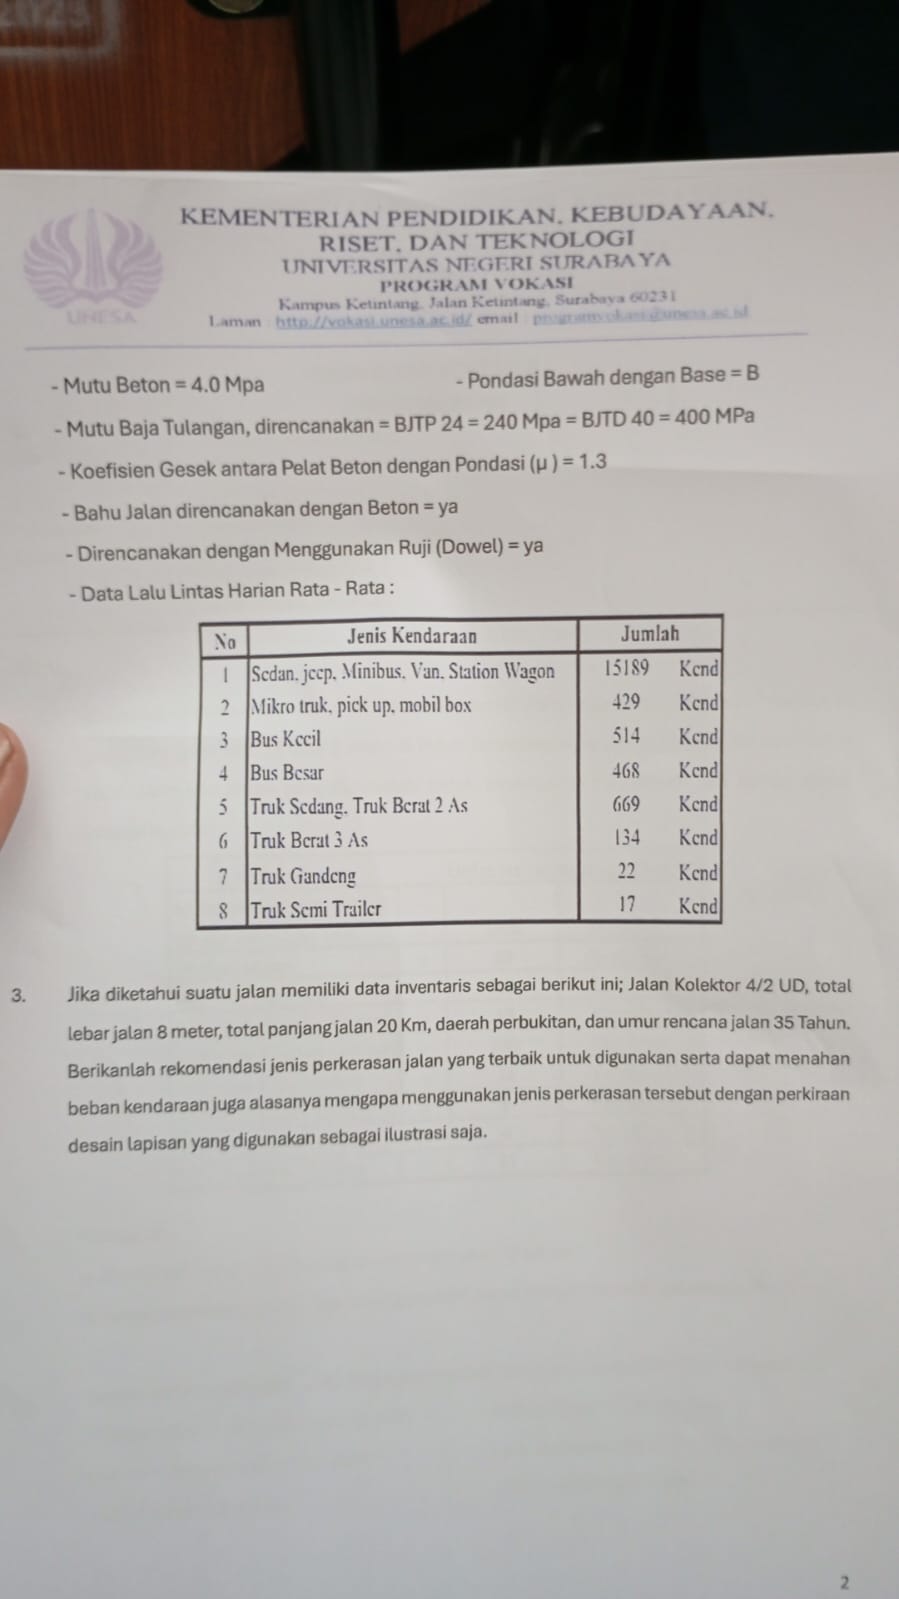 2023
KEMENTERIAN PENDIDIKAN, KEBUDAYAAN,
RISET, DAN TEKNOLOGI
UNIVERSITAS NEGERI SURABAYA
PROGRAM VOKASI
Kampus Ketintang, Jalan Ketintang, Surabaya 60231
Laman : http://vokasi.unesa.ac.id/ email : programvokasi@unesa.ac.id
UNESA
- Mutu Beton = 4.0 Mpa - Pondasi Bawah dengan Base = B
- Mutu Baja Tulangan, direncanakan = BJTP 24 = 240 Mpa = BJTD 40 = 400 MPa
- Koefisien Gesek antara Pelat Beton dengan Pondasi (μ ) = 1.3
- Bahu Jalan direncanakan dengan Beton = ya
- Direncanakan dengan Menggunakan Ruji (Dowel) = ya
- Data Lalu Lintas Harian Rata - Rata :
No Jenis Kendaraan Jumlah
1 Sedan, jeep, Minibus, Van, Station Wagon 15189 Kend
2 Mikro truk, pick up, mobil box 429 Kend
3 Bus Kecil 514 Kend
4 Bus Besar 468 Kend
5 Truk Sedang, Truk Berat 2 As 669 Kend
6 Truk Berat 3 As 134 Kend
7 Truk Gandeng 22 Kend
8 Truk Semi Trailer 17 Kend
3. Jika diketahui suatu jalan memiliki data inventaris sebagai berikut ini; Jalan Kolektor 4/2 UD, total
lebar jalan 8 meter, total panjang jalan 20 Km, daerah perbukitan, dan umur rencana jalan 35 Tahun.
Berikanlah rekomendasi jenis perkerasan jalan yang terbaik untuk digunakan serta dapat menahan
beban kendaraan juga alasanya mengapa menggunakan jenis perkerasan tersebut dengan perkiraan
desain lapisan yang digunakan sebagai ilustrasi saja.
2